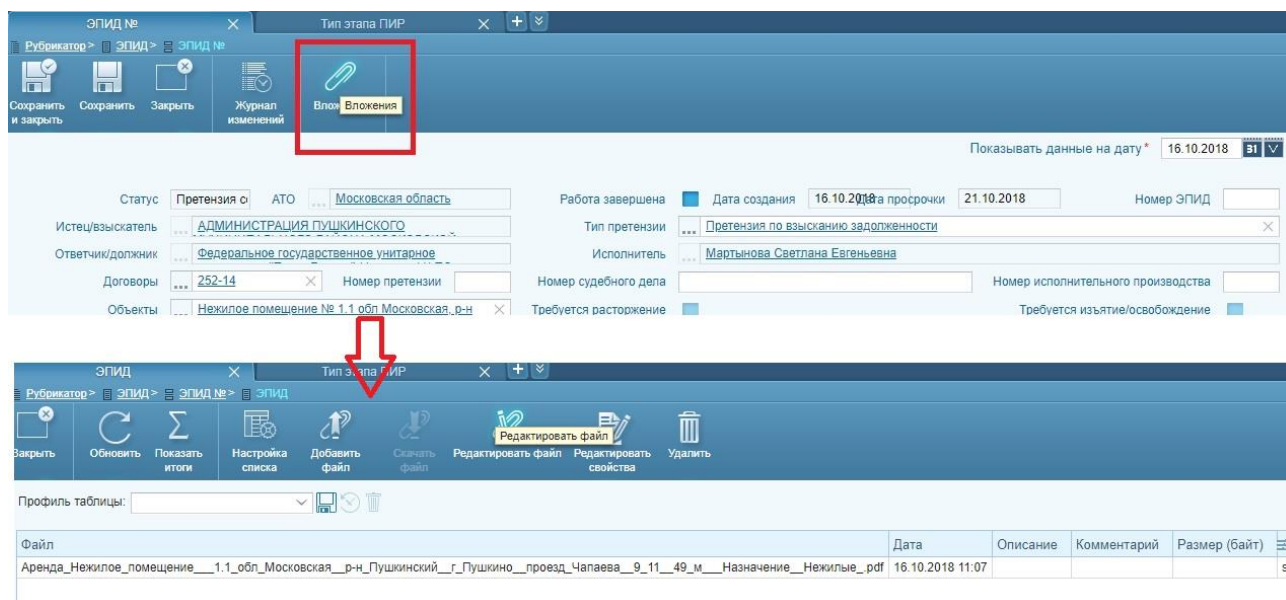 ЭПИД № Тип этапа ПИР
Рубрикатор> ЭПИД> ЭПИД №
Сохранить и закрыть Сохранить Закрыть Журнал изменений Влож Вложения
Показывать данные на дату* 16.10.2018 31
Статус Претензия со АТО ... Московская область Работа завершена Дата создания 16.10.2018 Дата просрочки 21.10.2018 Номер ЭПИД
Истец/взыскатель ... АДМИНИСТРАЦИЯ ПУШКИНСКОГО Тип претензии ... Претензия по взысканию задолженности
Ответчик/должник ... Федеральное государственное унитарное Исполнитель ... Мартынова Светлана Евгеньевна
Договоры ... 252-14 Номер претензии Номер судебного дела Номер исполнительного производства
Объекты ... Нежилое помещение № 1.1 обл Московская, р-н Требуется расторжение Требуется изъятие/освобождение
ЭПИД Тип этапа ПИР
Рубрикатор> ЭПИД> ЭПИД №> ЭПИД
Закрыть Обновить Показать итоги Настройка списка Добавить файл Скачать файл Редактировать файл Редактировать файл Редактировать свойства Удалить
Профиль таблицы:
Файл Дата Описание Комментарий Размер (байт)
Аренда_Нежилое_помещение___1.1_обл_Московская__р-н_Пушкинский__г_Пушкино__проезд_Чапаева__9_11__49_м___Назначение__Нежилые_.pdf 16.10.2018 11:07